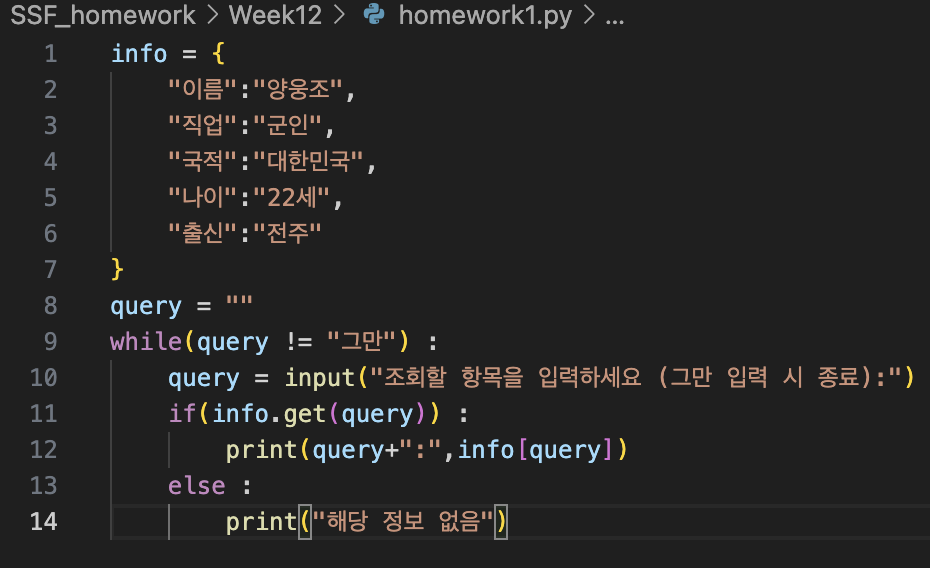 SSF_homework > Week12 > homework1.py > ...
1 info = {
2 "이름":"양웅조",
3 "직업":"군인",
4 "국적":"대한민국",
5 "나이":"22세",
6 "출신":"전주"
7 }
8 query = ""
9 while(query != "그만") :
10 query = input("조회할 항목을 입력하세요 (그만 입력 시 종료):")
11 if(info.get(query)) :
12 print(query+":",info[query])
13 else :
14 print("해당 정보 없음")